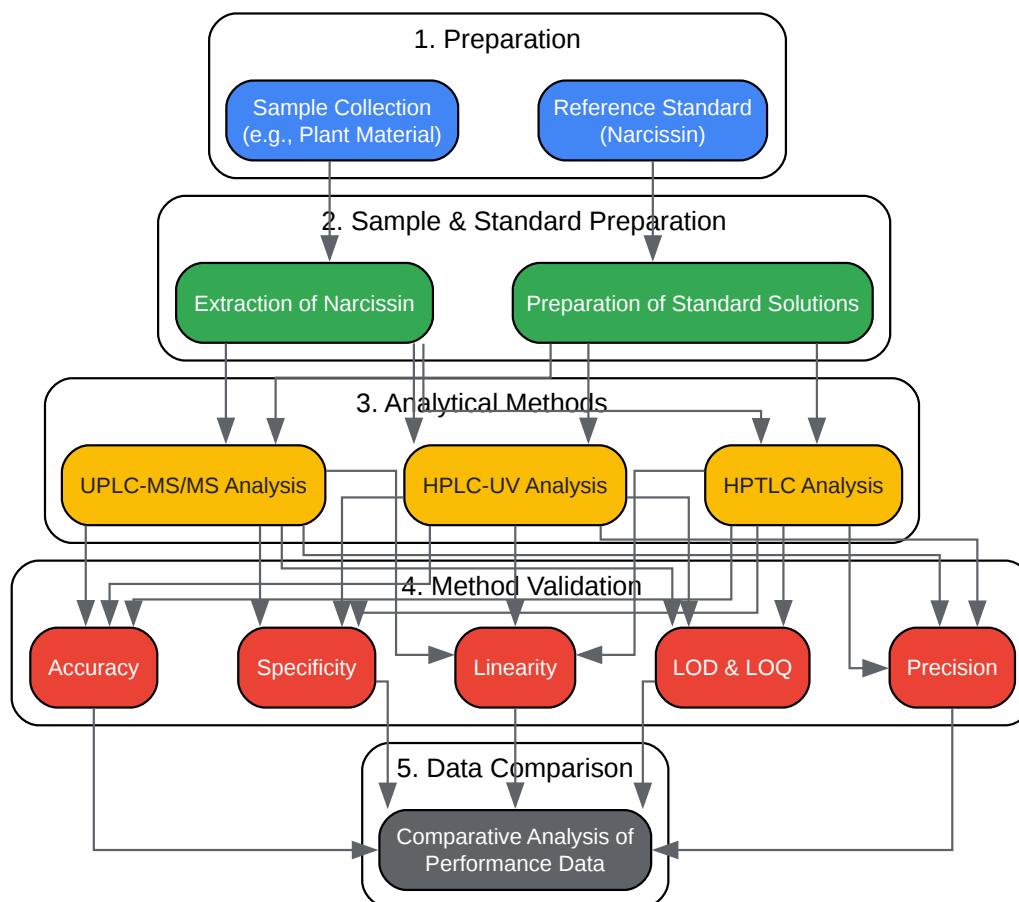 1. Preparation
Sample Collection
(e.g., Plant Material)
Reference Standard
(Narcissin)
2. Sample & Standard Preparation
Extraction of Narcissin
Preparation of Standard Solutions
3. Analytical Methods
UPLC-MS/MS Analysis
HPLC-UV Analysis
HPTLC Analysis
4. Method Validation
Accuracy
Specificity
Linearity
LOD & LOQ
Precision
5. Data Comparison
Comparative Analysis of
Performance Data